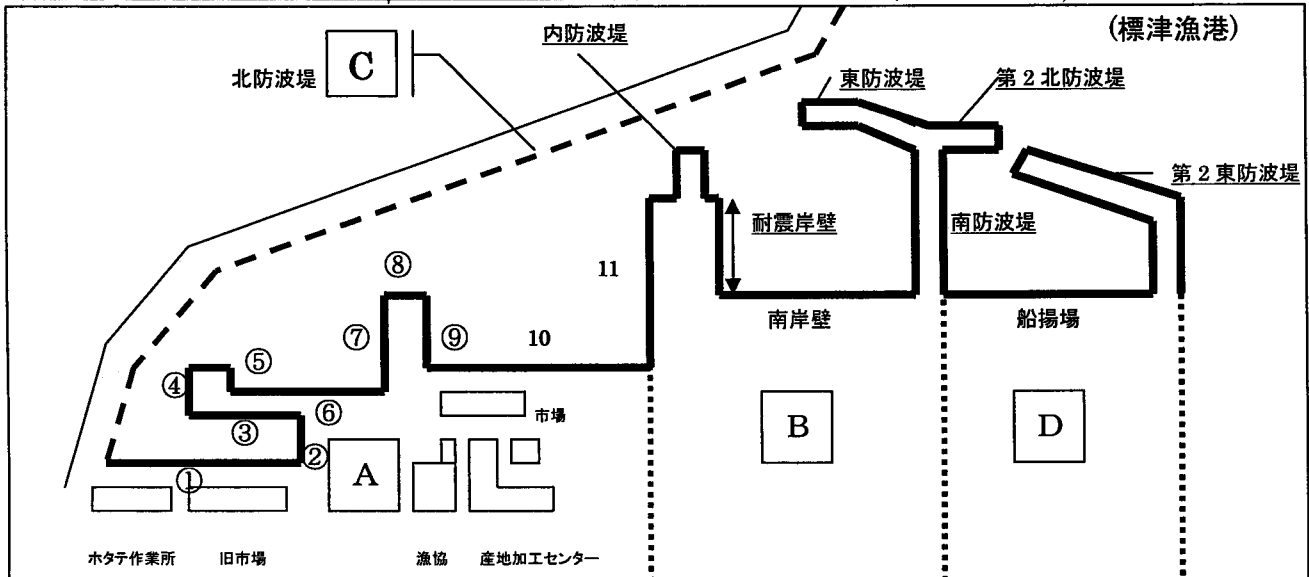 (標津漁港)
内防波堤
北防波堤 C
東防波堤
第2北防波堤
第2東防波堤
耐震岸壁
南防波堤
⑧
11
⑦
⑨
10
南岸壁
船揚場
⑤
④
⑥
③
市場
②
①
A
B
D
ホタテ作業所
旧市場
漁協
産地加工センター